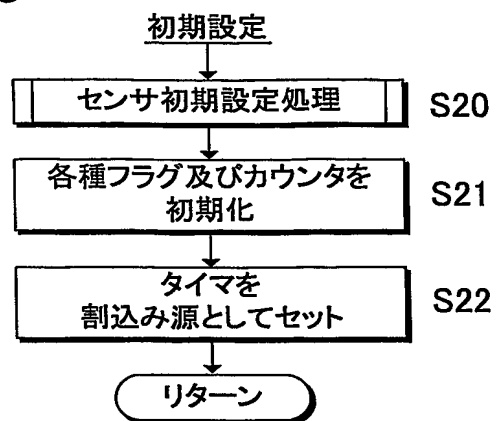 初期設定
センサ初期設定処理
S20
各種フラグ及びカウンタを
初期化
S21
タイマを
割込み源としてセット
S22
リターン